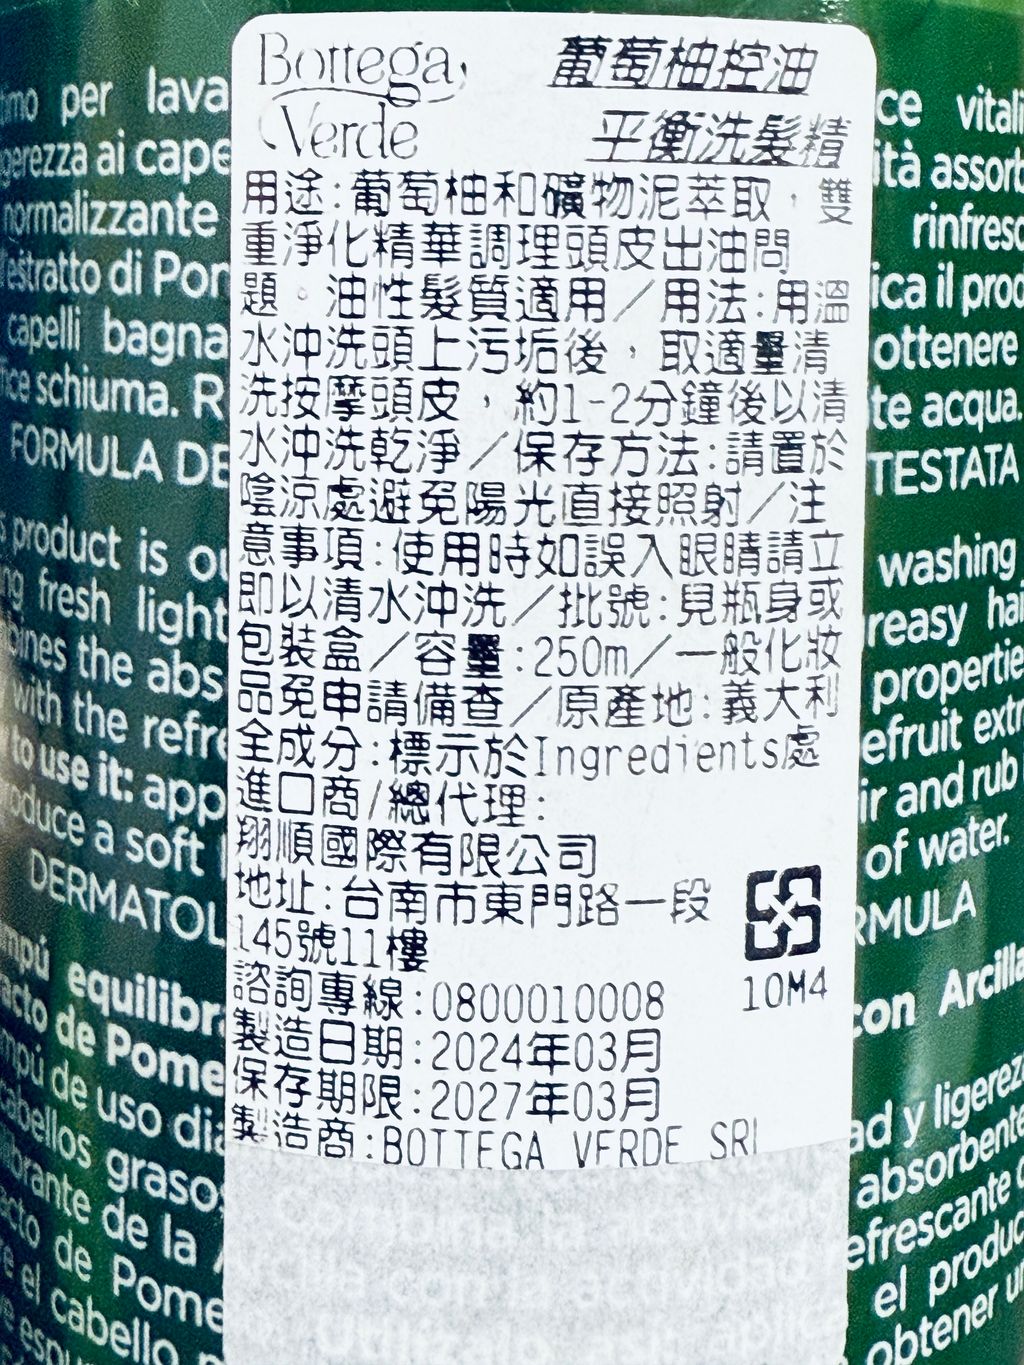 Bottega
Verde
葡萄柚控油
平衡洗髮精
用途:葡萄柚和礦物泥萃取,雙
重淨化精華調理頭皮出油問
題。油性髮質適用/用法:用溫
水沖洗頭上污垢後,取適量清
洗按摩頭皮,約1-2分鐘後以清
水沖洗乾淨/保存方法:請置於
陰涼處避免陽光直接照射/注
意事項:使用時如誤入眼睛請立
即以清水沖洗/批號:見瓶身或
包裝盒/容量:250m/一般化妝
品免申請備查/原產地:義大利
全成分:標示於Ingredients處
進口商/總代理:
翔順國際有限公司
地址:台南市東門路一段
145號11樓
諮詢專線:0800010008
製造日期:2024年03月
保存期限:2027年03月
製造商:BOTTEGA VERDE SRL
10M4
per lava
ai cape
normalizzante
estratto di Pom
capelli bagna
schiuma. R
FORMULA DE
product is ou
fresh light
the abs
with the refre
to use it: app
a soft
DERMATOL
equilibra
de Pome
de uso dia
cabellos grasos
de la A
de Pome
el cabello
ce vitali
ità assorb
rinfresc
ica il prod
ottenere
te acqua.
TESTATA
washing
reasy hai
propertie
efruit extr
ir and rub
of water.
RMULA
con Arcilla
ad y ligereza
absorbente
efrescante d
el produc
obtener un